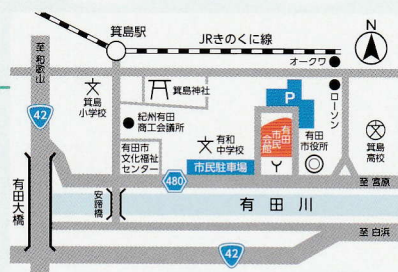 箕島駅
JRきのくに線
N
至和歌山
オークワ
箕島神社
箕島
小学校
P
ローソン
42
紀州有田
商工会議所
有和
中学校
有田
市民
会館
有田
市役所
箕島
高校
有田市
文化福祉
センター
市民駐車場
480
至 宮原
有田大橋
安諦橋
有田川
至 白浜
42